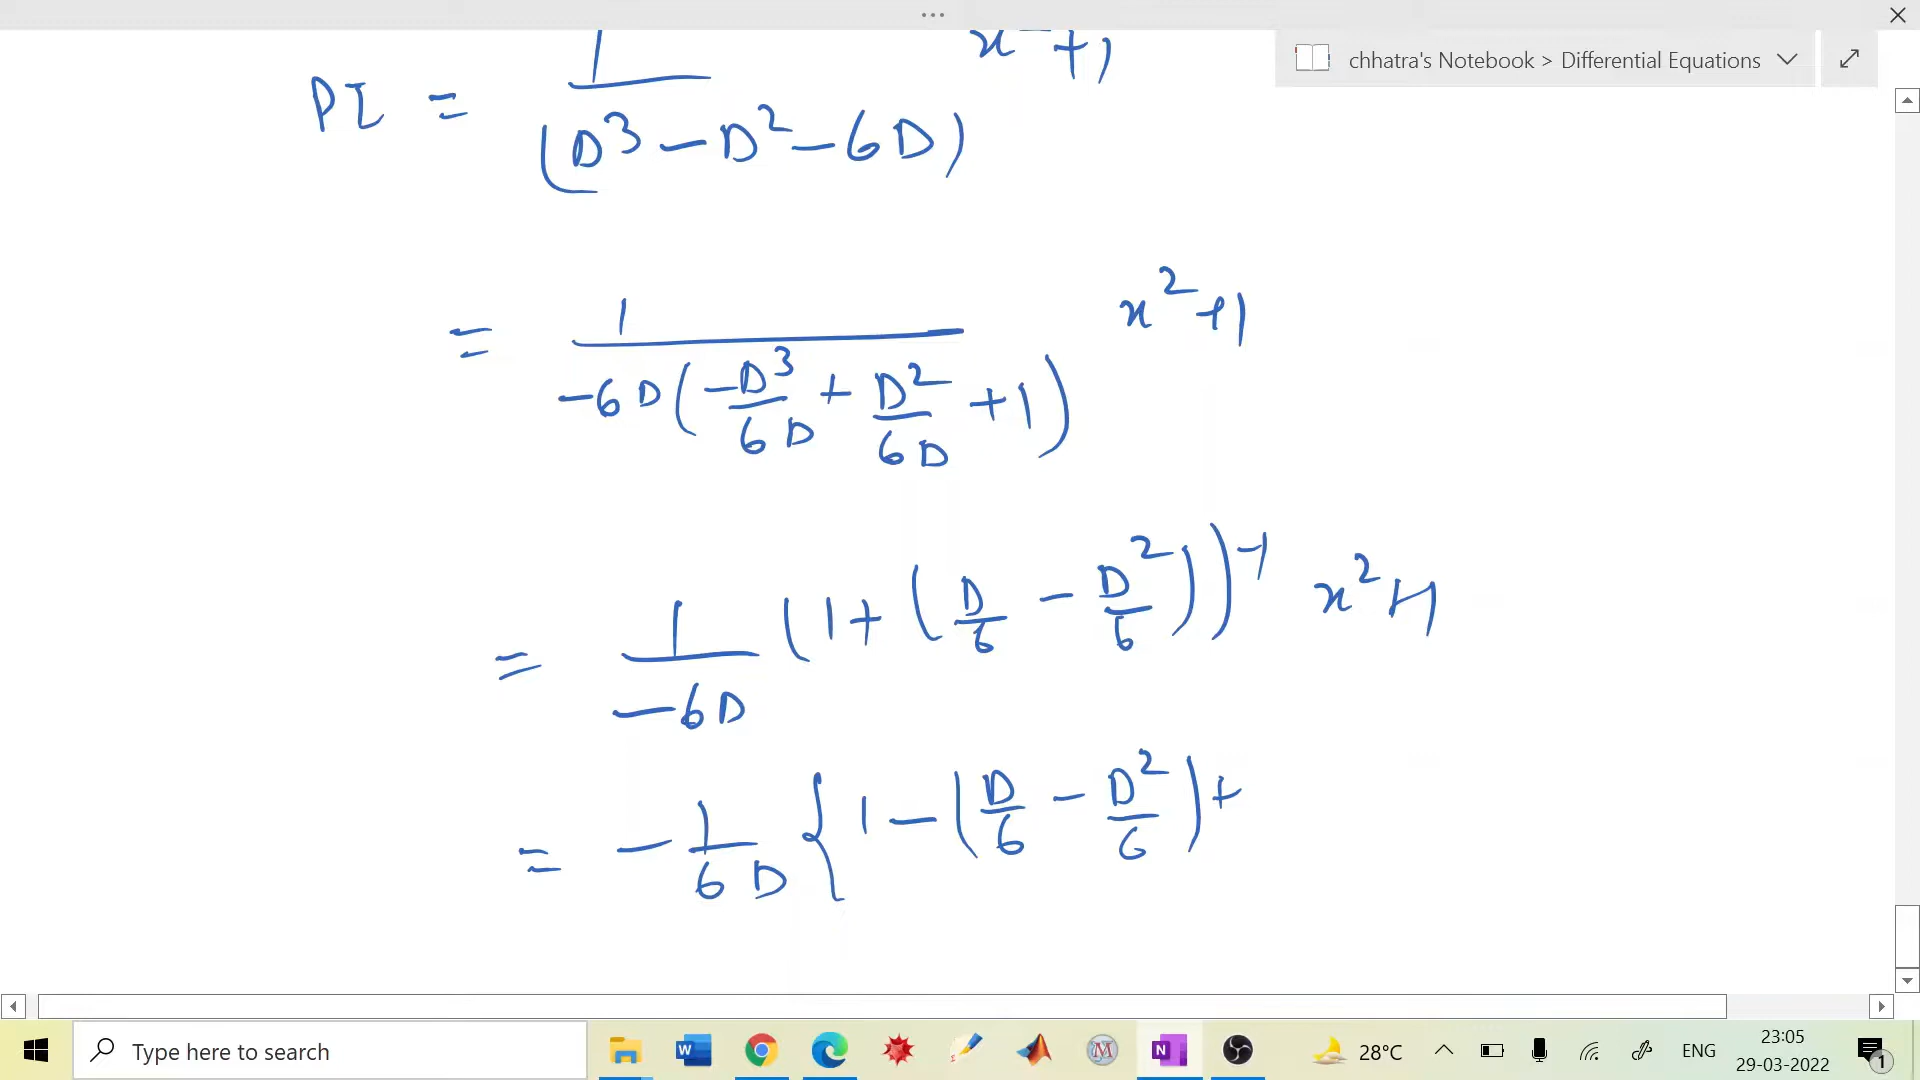 chhatra's Notebook > Differential Equations
PI = 1/(D³ − D² − 6D) x²+1
= 1/(−6D(−D³/6D + D²/6D + 1)) x²+1
= 1/−6D (1+(D/6 − D²/6))⁻¹ x²+1
= −1/6D {1−(D/6 − D²/6)+
Type here to search
28°C
ENG
23:05
29-03-2022
1